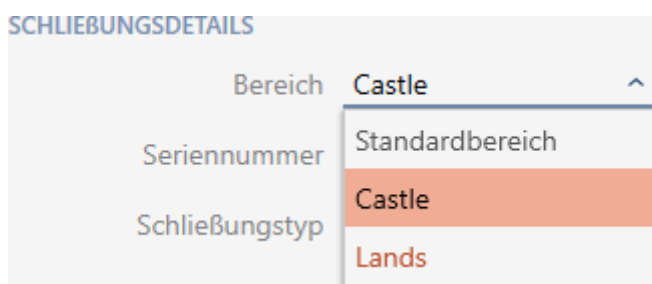 SCHLIEßUNGSDETAILS
Bereich Castle
Standardbereich
Seriennummer
Castle
Schließungstyp
Lands